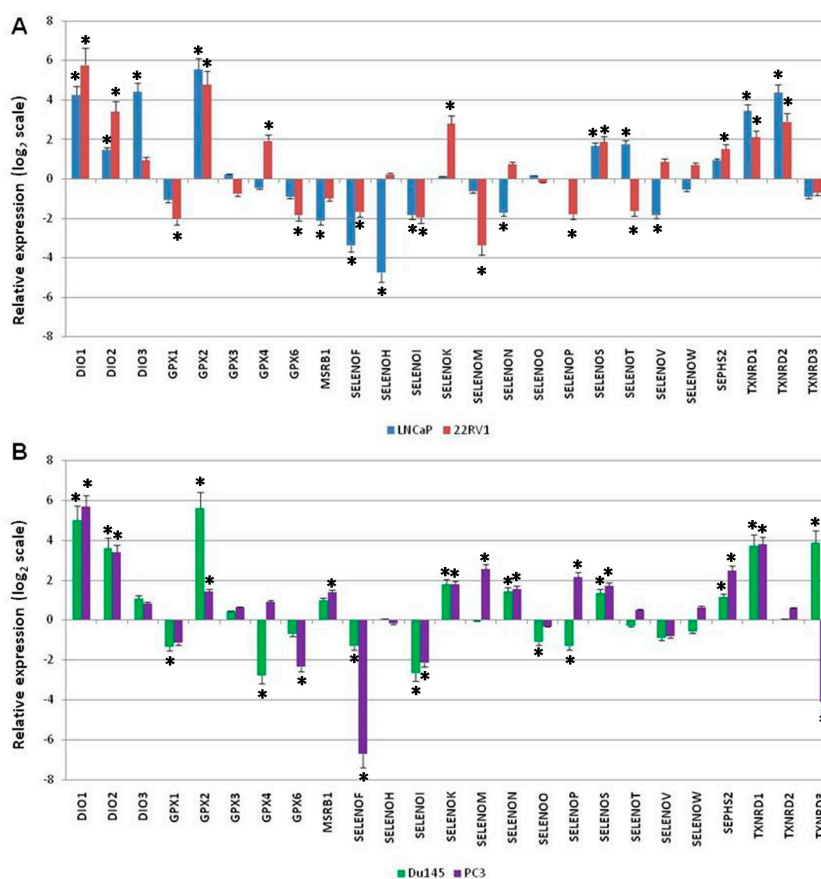 A
Relative expression (log2 scale)
8
6
4
2
0
-2
-4
-6
-8
* * * * * * * * * * * * * * * * * * * * * * * * * * * * * *
DIO1 DIO2 DIO3 GPX1 GPX2 GPX3 GPX4 GPX6 MSRB1 SELENOF SELENOH SELENOI SELENOK SELENOM SELENON SELENOO SELENOP SELENOS SELENOT SELENOV SELENOW SEPHS2 TXNRD1 TXNRD2 TXNRD3
LNCaP 22RV1
B
Relative expression (log2 scale)
8
6
4
2
0
-2
-4
-6
-8
* * * * * * * * * * * * * * * * * * * * * * * * * * * * * *
DIO1 DIO2 DIO3 GPX1 GPX2 GPX3 GPX4 GPX6 MSRB1 SELENOF SELENOH SELENOI SELENOK SELENOM SELENON SELENOO SELENOP SELENOS SELENOT SELENOV SELENOW SEPHS2 TXNRD1 TXNRD2 TXNRD3
Du145 PC3